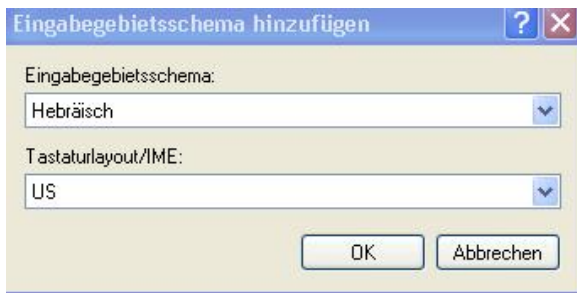 Eingabegebietsschema hinzufügen
Eingabegebietsschema:
Hebräisch
Tastaturlayout/IME:
US
OK Abbrechen